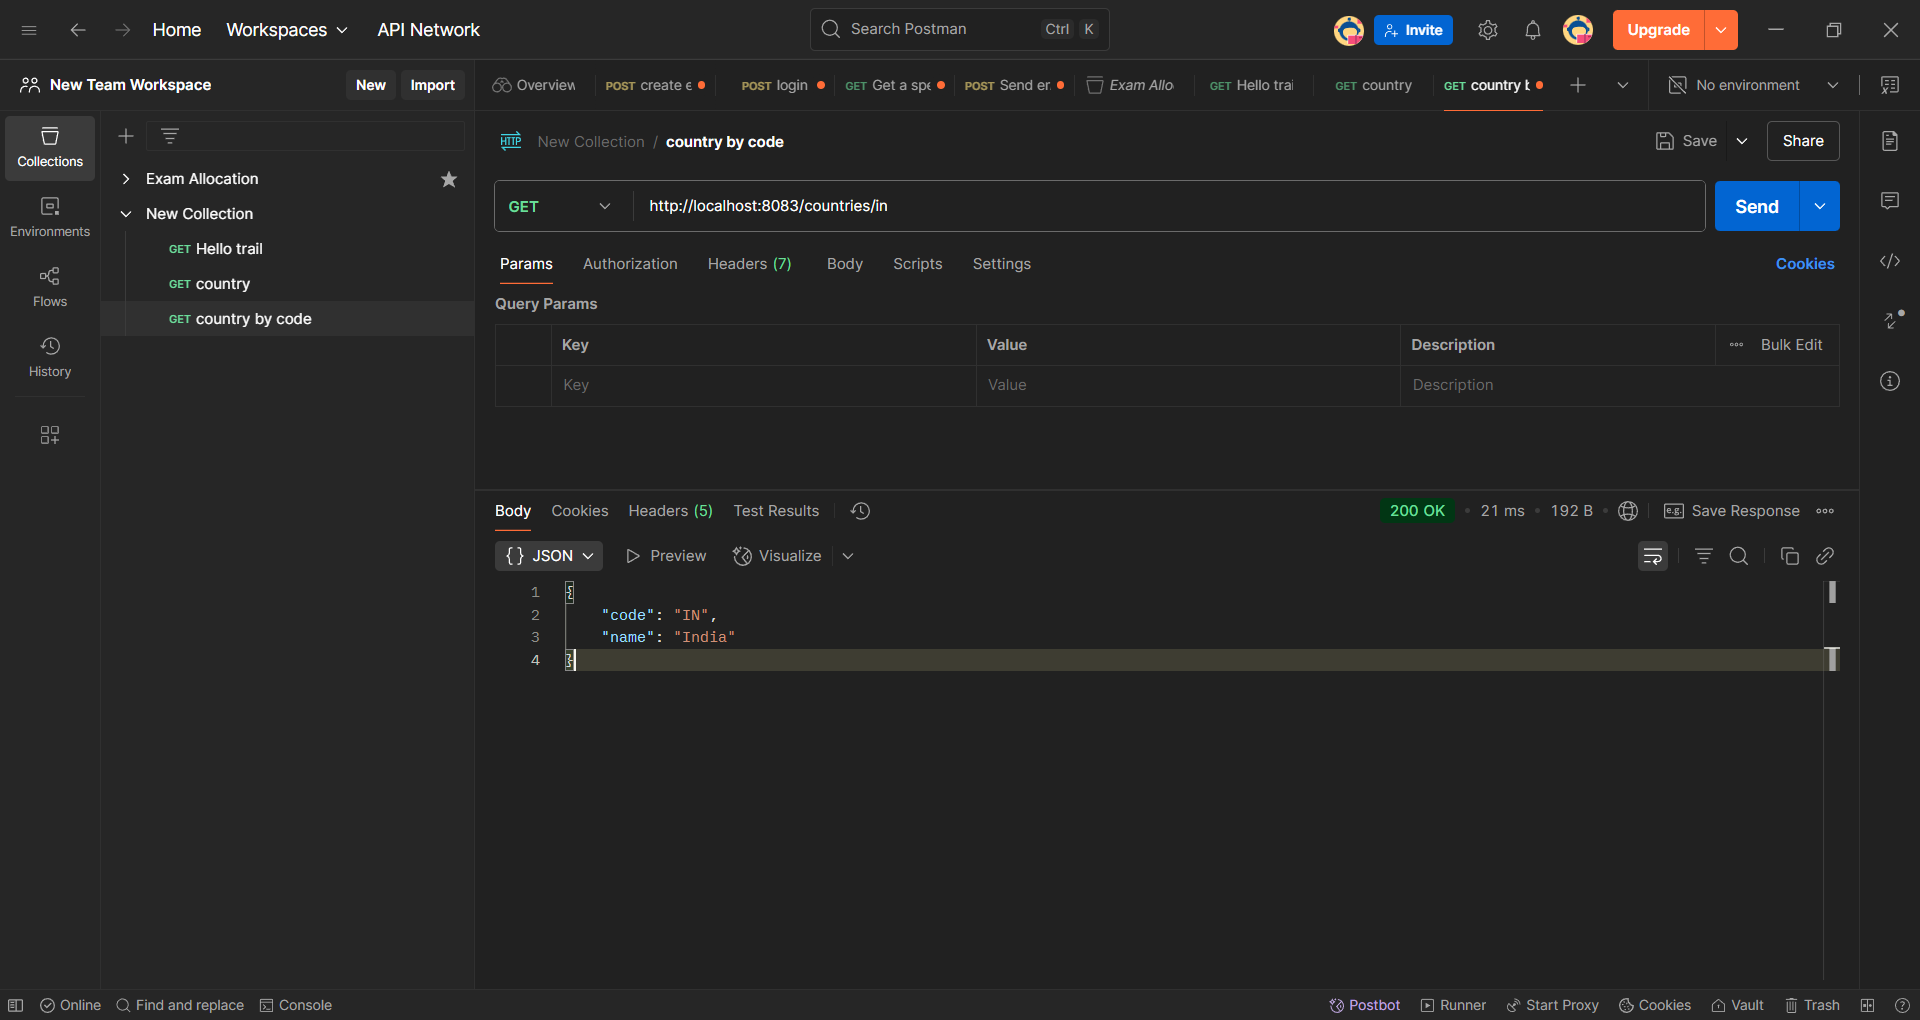 Home Workspaces API Network Search Postman Ctrl K Invite Upgrade
New Team Workspace New Import Overview POST create e POST login GET Get a spe POST Send er Exam Allo GET Hello trai GET country GET country b No environment
Collections
Environments
Flows
History
Exam Allocation
New Collection
GET Hello trail
GET country
GET country by code
HTTP New Collection / country by code Save Share
GET http://localhost:8083/countries/in Send
Params Authorization Headers (7) Body Scripts Settings Cookies
Query Params
Key Value Description Bulk Edit
Key Value Description
Body Cookies Headers (5) Test Results 200 OK 21 ms 192 B e.g. Save Response
{} JSON Preview Visualize
1 {
2 "code": "IN",
3 "name": "India"
4 }
Online Find and replace Console Postbot Runner Start Proxy Cookies Vault Trash